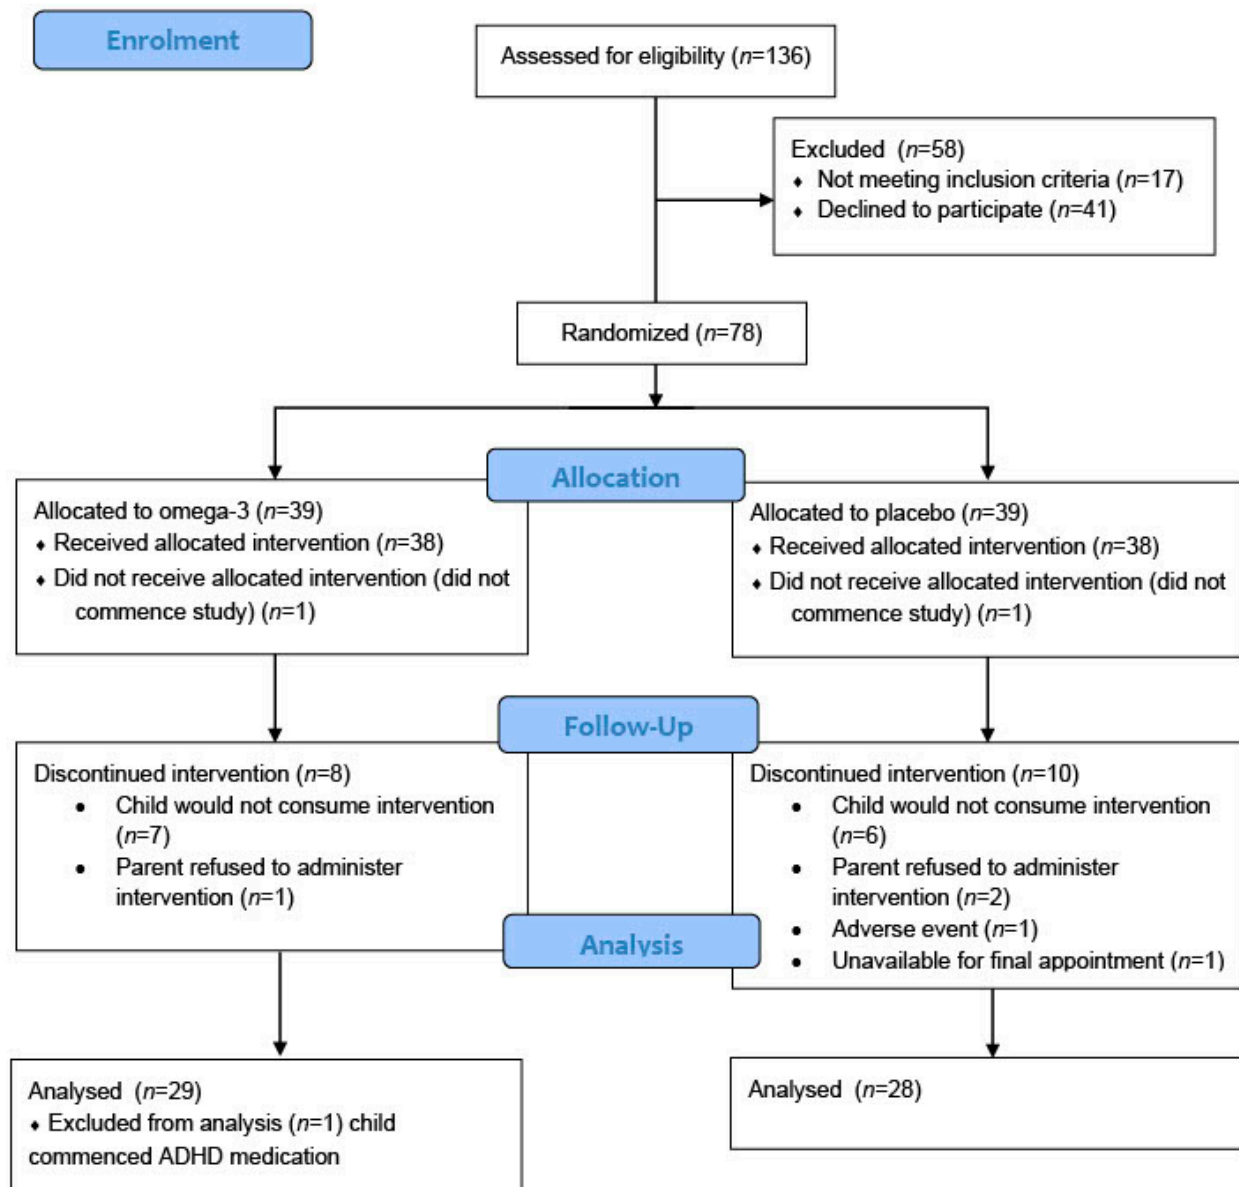 Enrolment
Assessed for eligibility (n=136)
Excluded (n=58)
♦ Not meeting inclusion criteria (n=17)
♦ Declined to participate (n=41)
Randomized (n=78)
Allocation
Allocated to omega-3 (n=39)
♦ Received allocated intervention (n=38)
♦ Did not receive allocated intervention (did not
commence study) (n=1)
Allocated to placebo (n=39)
♦ Received allocated intervention (n=38)
♦ Did not receive allocated intervention (did not
commence study) (n=1)
Follow-Up
Discontinued intervention (n=8)
• Child would not consume intervention
(n=7)
• Parent refused to administer
intervention (n=1)
Discontinued intervention (n=10)
• Child would not consume intervention
(n=6)
• Parent refused to administer
intervention (n=2)
• Adverse event (n=1)
• Unavailable for final appointment (n=1)
Analysis
Analysed (n=29)
♦ Excluded from analysis (n=1) child
commenced ADHD medication
Analysed (n=28)